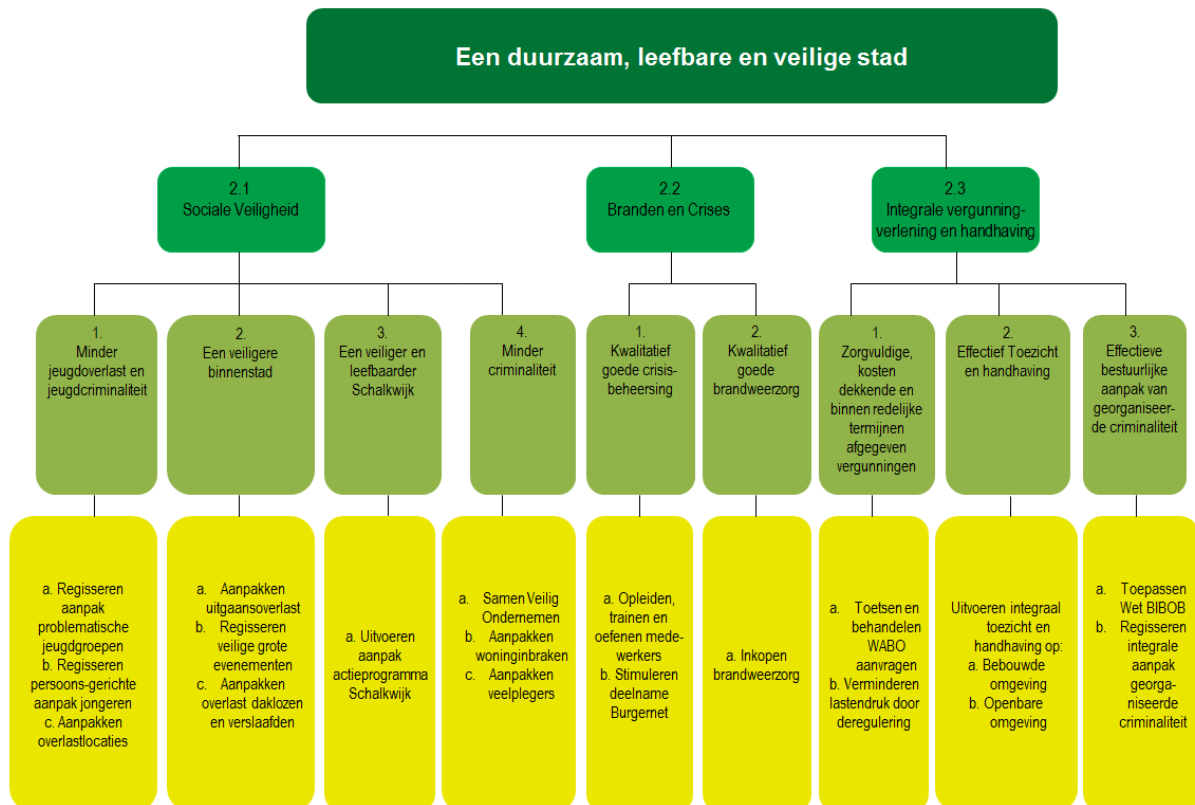 Een duurzaam, leefbare en veilige stad
2.1
Sociale Veiligheid
2.2
Branden en Crises
2.3
Integrale vergunning-
verlening en handhaving
1.
Minder
jeugdoverlast en
jeugdcriminaliteit
2.
Een veiligere
binnenstad
3.
Een veiliger en
leefbaarder
Schalkwijk
4.
Minder
criminaliteit
1.
Kwalitatief
goede crisis-
beheersing
2.
Kwalitatief
goede
brandweerzorg
1.
Zorgvuldige,
kosten
dekkende en
binnen redelijke
termijnen
afgegeven
vergunningen
2.
Effectief Toezicht
en handhaving
3.
Effectieve
bestuurlijke
aanpak van
georganiseer-
de criminaliteit
a. Regisseren
aanpak
problematische
jeugdgroepen
b. Regisseren
persoons-gerichte
aanpak jongeren
c. Aanpakken
overlastlocaties
a. Aanpakken
uitgaansoverlast
b. Regisseren
veilige grote
evenementen
c. Aanpakken
overlast daklozen
en verslaafden
a. Uitvoeren
aanpak
actieprogramma
Schalkwijk
a. Samen Veilig
Ondernemen
b. Aanpakken
woninginbraken
c. Aanpakken
veelplegers
a. Opleiden,
trainen en
oefenen mede-
werkers
b. Stimuleren
deelname
Burgernet
a. Inkopen
brandweerzorg
a. Toetsen en
behandelen
WABO
aanvragen
b. Verminderen
lastendruk door
deregulering
Uitvoeren integraal
toezicht en
handhaving op:
a. Bebouwde
omgeving
b. Openbare
omgeving
a. Toepassen
Wet BIBOB
b. Regisseren
integrale
aanpak
georga-
niseerde
criminaliteit